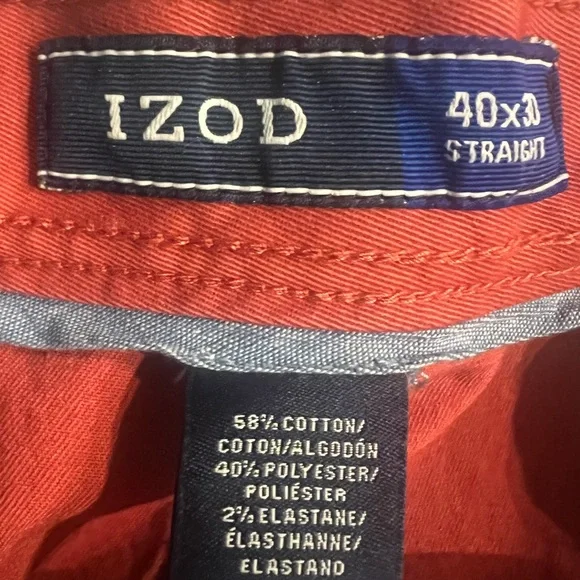 IZOD
40x30
STRAIGHT
58% COTTON/
COTON/ALGODÓN
40% POLYESTER/
POLIÉSTER
2% ELASTANE/
ÉLASTHANNE/
ELASTANO